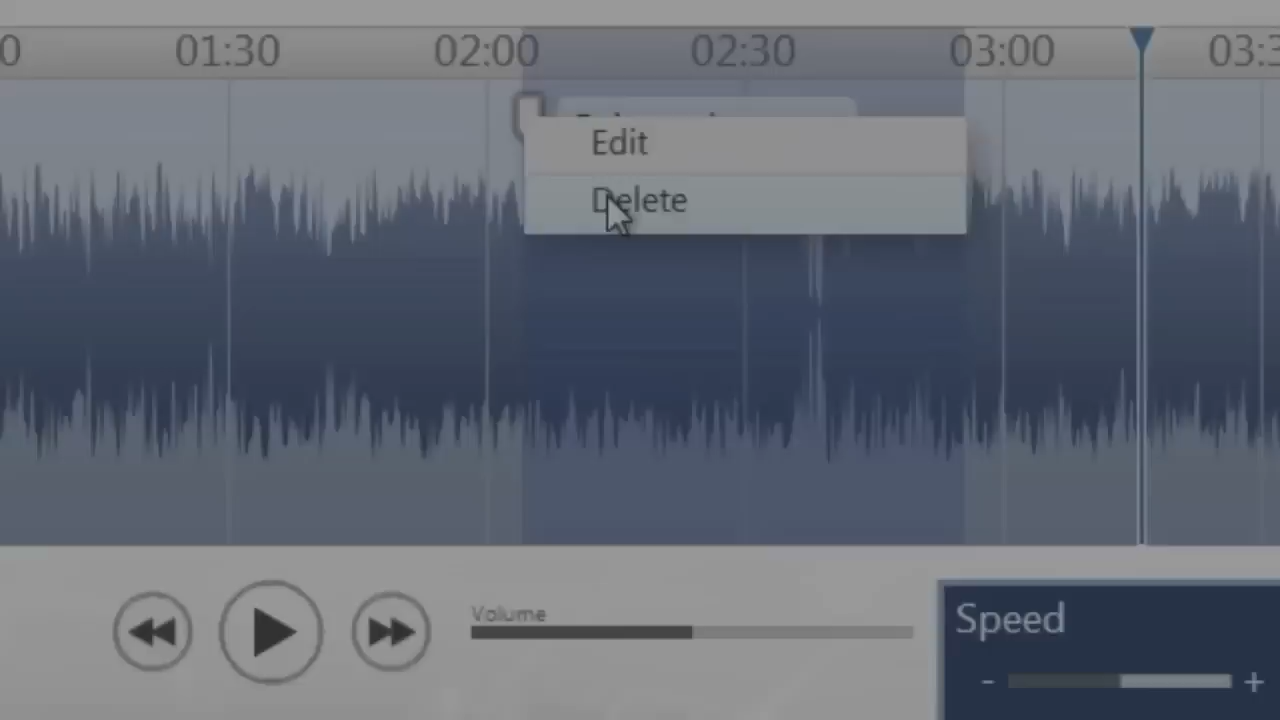 01:30 02:00 02:30 03:00
Edit
Delete
Volume
Speed
- +